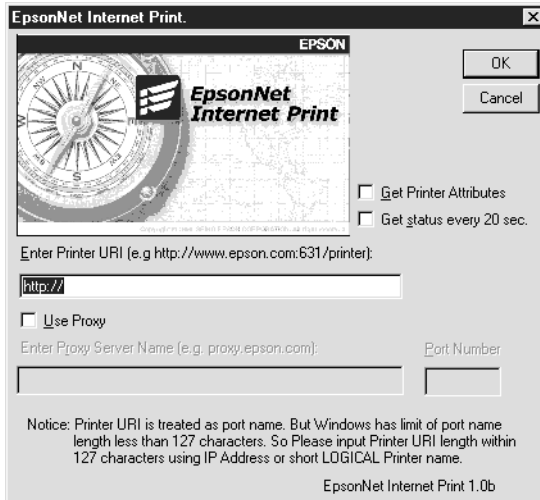 EpsonNet Internet Print.
EPSON
EpsonNet
Internet Print
N
W
OK
Cancel
Get Printer Attributes
Get status every 20 sec.
Enter Printer URI (e.g http://www.epson.com:631/printer):
http://
Use Proxy
Enter Proxy Server Name (e.g. proxy.epson.com):
Port Number
Notice: Printer URI is treated as port name. But Windows has limit of port name
length less than 127 characters. So Please input Printer URI length within
127 characters using IP Address or short LOGICAL Printer name.
EpsonNet Internet Print 1.0b